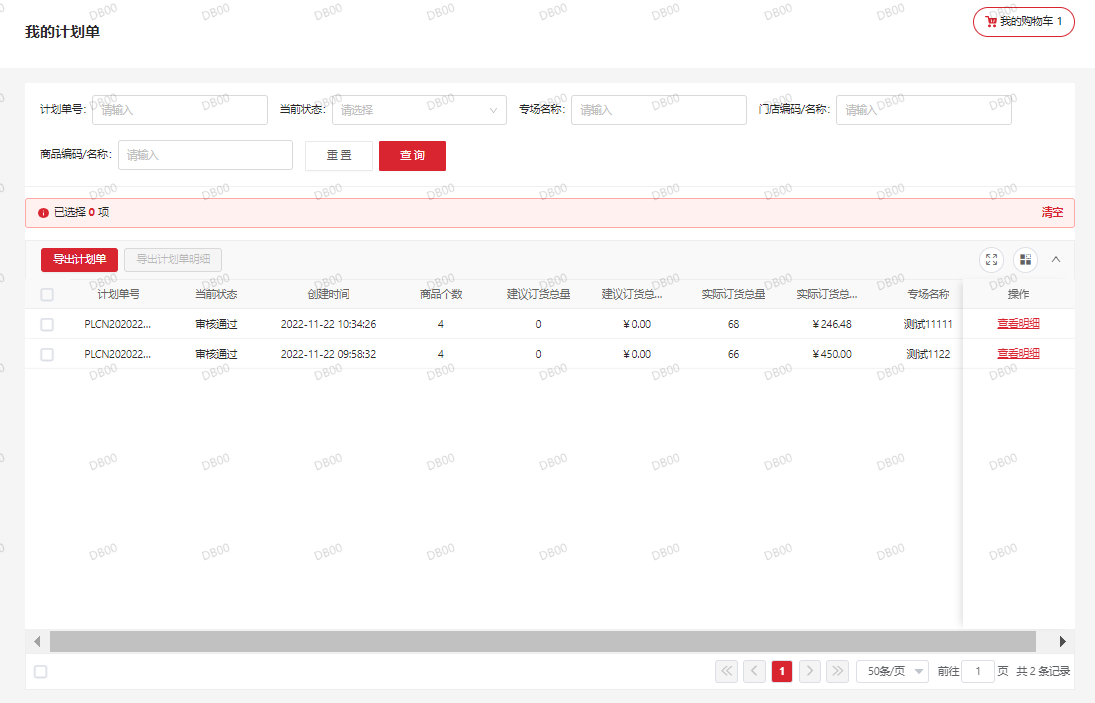 我的计划单
我的购物车 1
计划单号: 请输入 当前状态: 请选择 专场名称: 请输入 门店编码/名称: 请输入
商品编码/名称: 请输入 重置 查询
已选择 0 项 清空
导出计划单 导出计划单明细
计划单号 当前状态 创建时间 商品个数 建议订货总量 建议订货总... 实际订货总量 实际订货总... 专场名称 操作
PLCN202022... 审核通过 2022-11-22 10:34:26 4 0 ¥0.00 68 ¥246.48 测试11111 查看明细
PLCN202022... 审核通过 2022-11-22 09:58:32 4 0 ¥0.00 66 ¥450.00 测试1122 查看明细
1 50条/页 前往 1 页 共 2 条记录
DB00